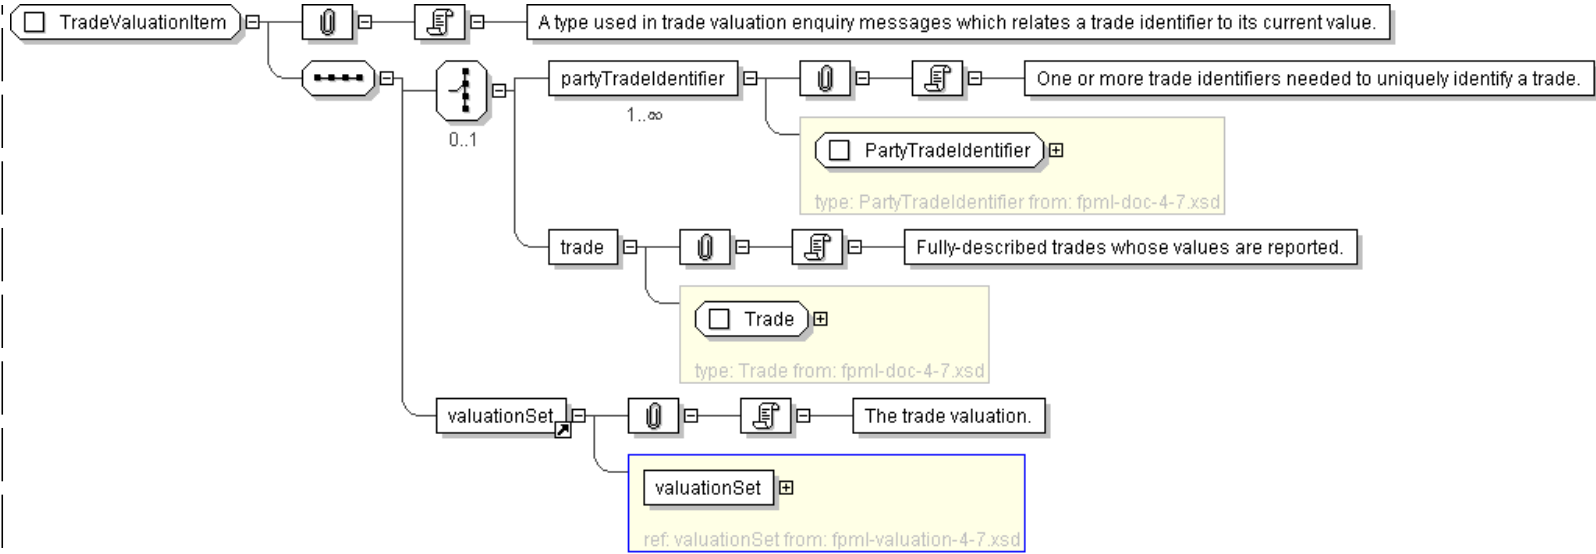 TradeValuationItem
A type used in trade valuation enquiry messages which relates a trade identifier to its current value.
partyTradeIdentifier
One or more trade identifiers needed to uniquely identify a trade.
1..∞
0..1
PartyTradeIdentifier
type: PartyTradeIdentifier from: fpml-doc-4-7.xsd
trade
Fully-described trades whose values are reported.
Trade
type: Trade from: fpml-doc-4-7.xsd
valuationSet
The trade valuation.
valuationSet
ref: valuationSet from: fpml-valuation-4-7.xsd